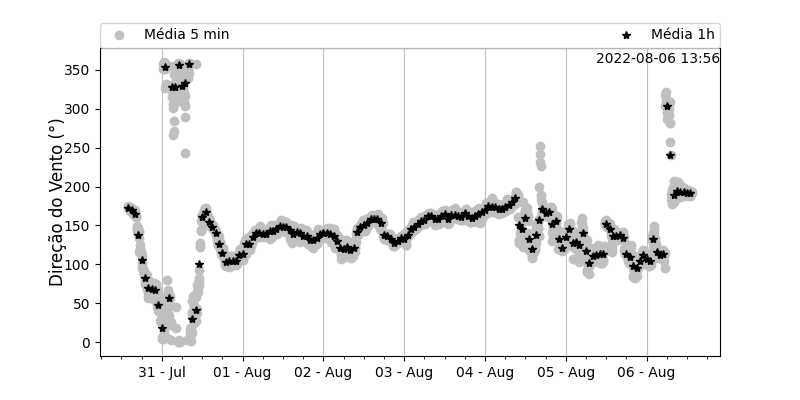 Média 5 min
Média 1h
2022-08-06 13:56
Direção do Vento (°)
350
300
250
200
150
100
50
0
31 - Jul
01 - Aug
02 - Aug
03 - Aug
04 - Aug
05 - Aug
06 - Aug